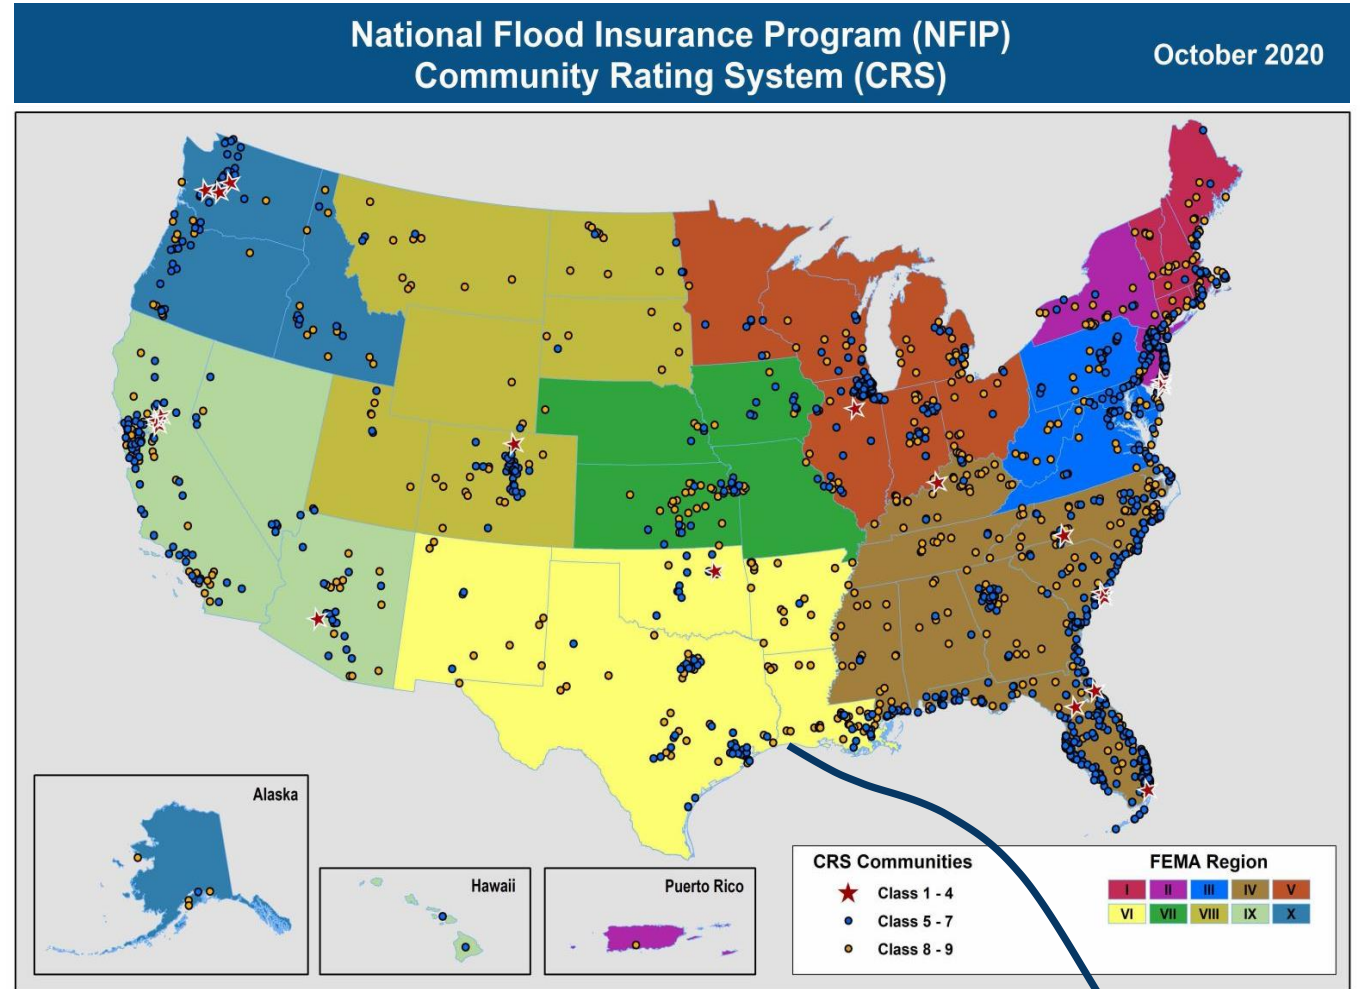 National Flood Insurance Program (NFIP)
Community Rating System (CRS)
October 2020
Alaska
Hawaii
Puerto Rico
CRS Communities
Class 1 - 4
Class 5 - 7
Class 8 - 9
FEMA Region
I II III IV V
VI VII VIII IX X